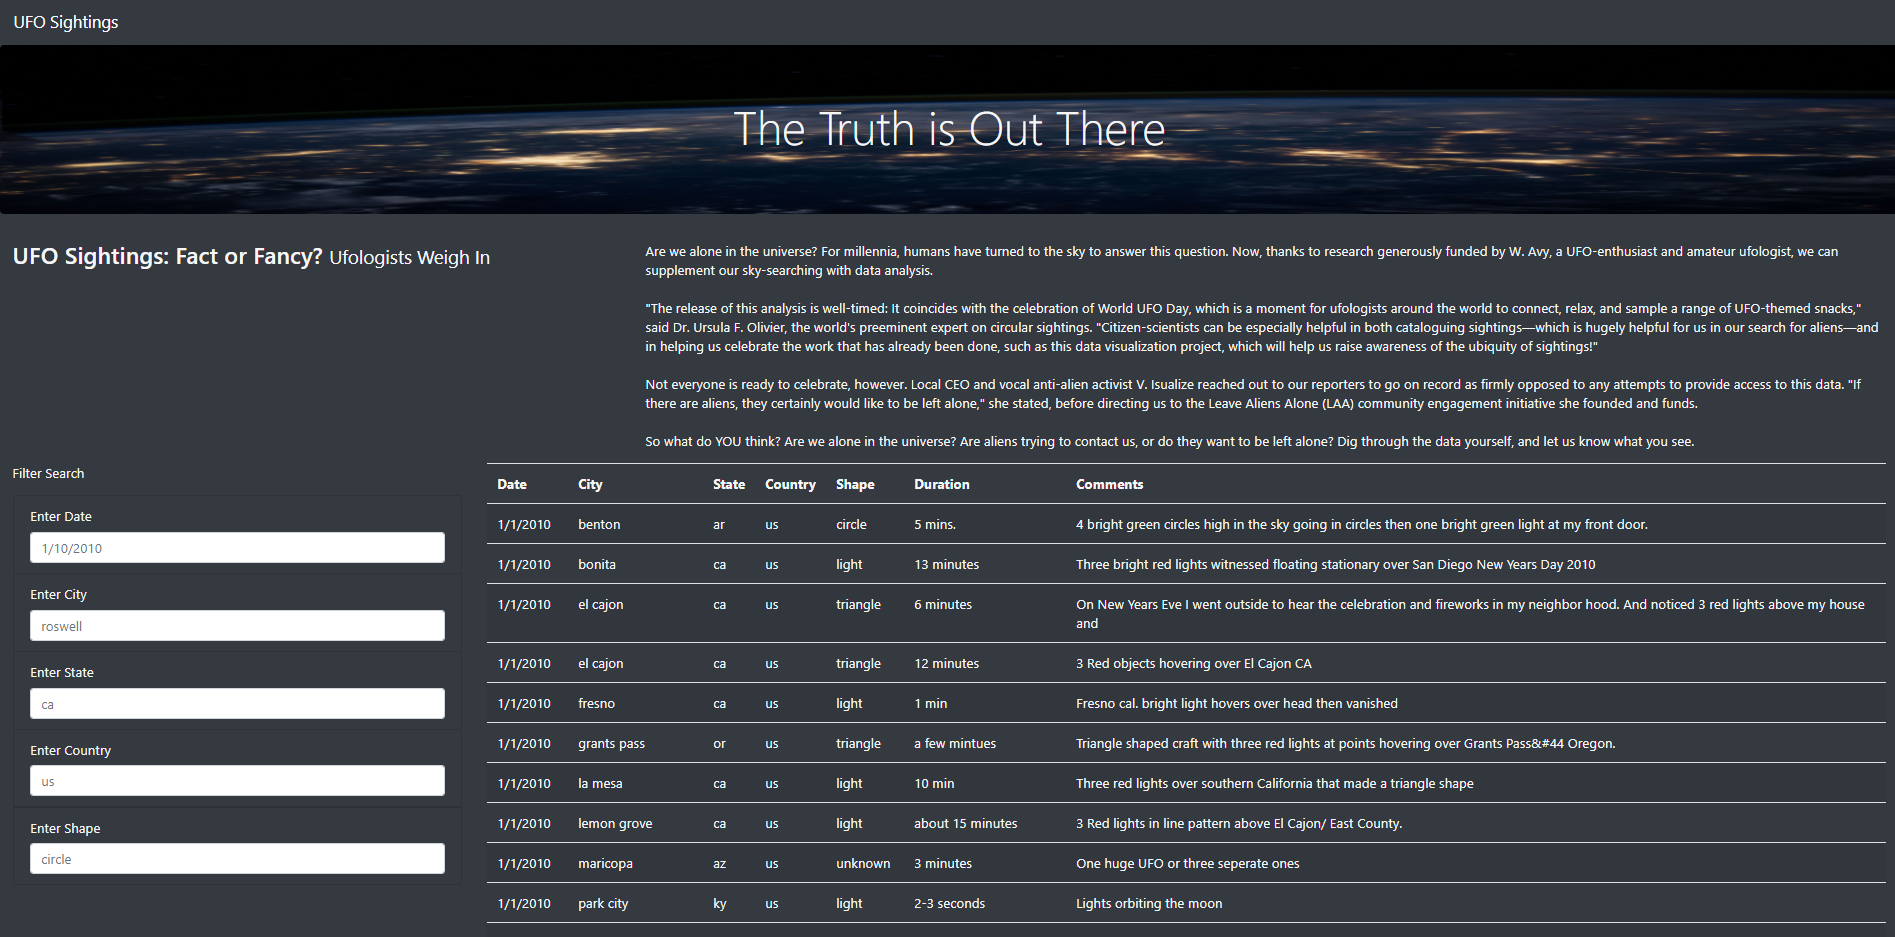 UFO Sightings
The Truth is Out There
UFO Sightings: Fact or Fancy? Ufologists Weigh In
Are we alone in the universe? For millennia, humans have turned to the sky to answer this question. Now, thanks to research generously funded by W. Avy, a UFO-enthusiast and amateur ufologist, we can
supplement our sky-searching with data analysis.
"The release of this analysis is well-timed: It coincides with the celebration of World UFO Day, which is a moment for ufologists around the world to connect, relax, and sample a range of UFO-themed snacks,"
said Dr. Ursula F. Olivier, the world's preeminent expert on circular sightings. "Citizen-scientists can be especially helpful in both cataloguing sightings—which is hugely helpful for us in our search for aliens—and
in helping us celebrate the work that has already been done, such as this data visualization project, which will help us raise awareness of the ubiquity of sightings!"
Not everyone is ready to celebrate, however. Local CEO and vocal anti-alien activist V. Isualize reached out to our reporters to go on record as firmly opposed to any attempts to provide access to this data. "If
there are aliens, they certainly would like to be left alone," she stated, before directing us to the Leave Aliens Alone (LAA) community engagement initiative she founded and funds.
So what do YOU think? Are we alone in the universe? Are aliens trying to contact us, or do they want to be left alone? Dig through the data yourself, and let us know what you see.
Filter Search
Enter Date
1/10/2010
Enter City
roswell
Enter State
ca
Enter Country
us
Enter Shape
circle
Date City State Country Shape Duration Comments
1/1/2010 benton ar us circle 5 mins. 4 bright green circles high in the sky going in circles then one bright green light at my front door.
1/1/2010 bonita ca us light 13 minutes Three bright red lights witnessed floating stationary over San Diego New Years Day 2010
1/1/2010 el cajon ca us triangle 6 minutes On New Years Eve I went outside to hear the celebration and fireworks in my neighbor hood. And noticed 3 red lights above my house
and
1/1/2010 el cajon ca us triangle 12 minutes 3 Red objects hovering over El Cajon CA
1/1/2010 fresno ca us light 1 min Fresno cal. bright light hovers over head then vanished
1/1/2010 grants pass or us triangle a few mintues Triangle shaped craft with three red lights at points hovering over Grants Pass&#44 Oregon.
1/1/2010 la mesa ca us light 10 min Three red lights over southern California that made a triangle shape
1/1/2010 lemon grove ca us light about 15 minutes 3 Red lights in line pattern above El Cajon/ East County.
1/1/2010 maricopa az us unknown 3 minutes One huge UFO or three seperate ones
1/1/2010 park city ky us light 2-3 seconds Lights orbiting the moon